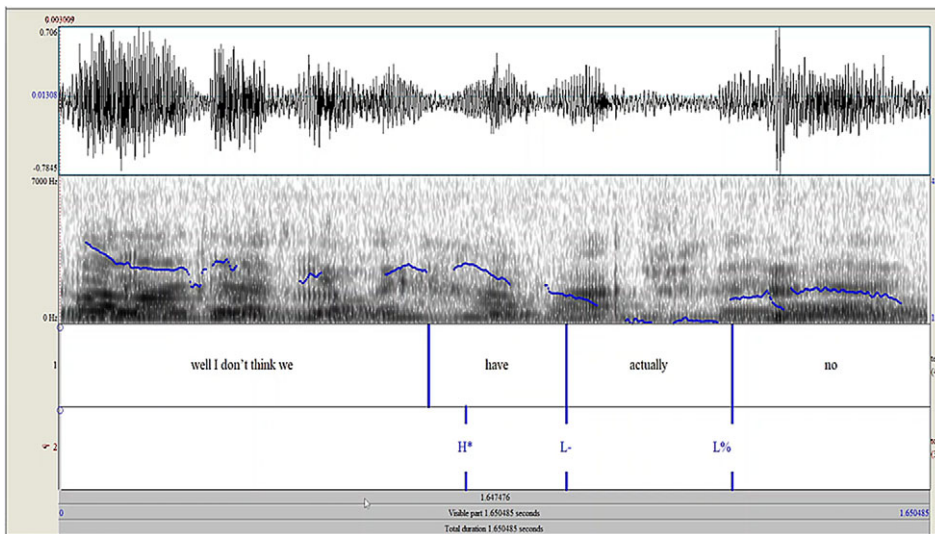 0.003009
0.706
0.01308
-0.7845
7000 Hz
0 Hz
1
well I don't think we have actually no
2
H* L- L%
1.647476
0 Visible part 1.650485 seconds 1.650485
Total duration 1.650485 seconds